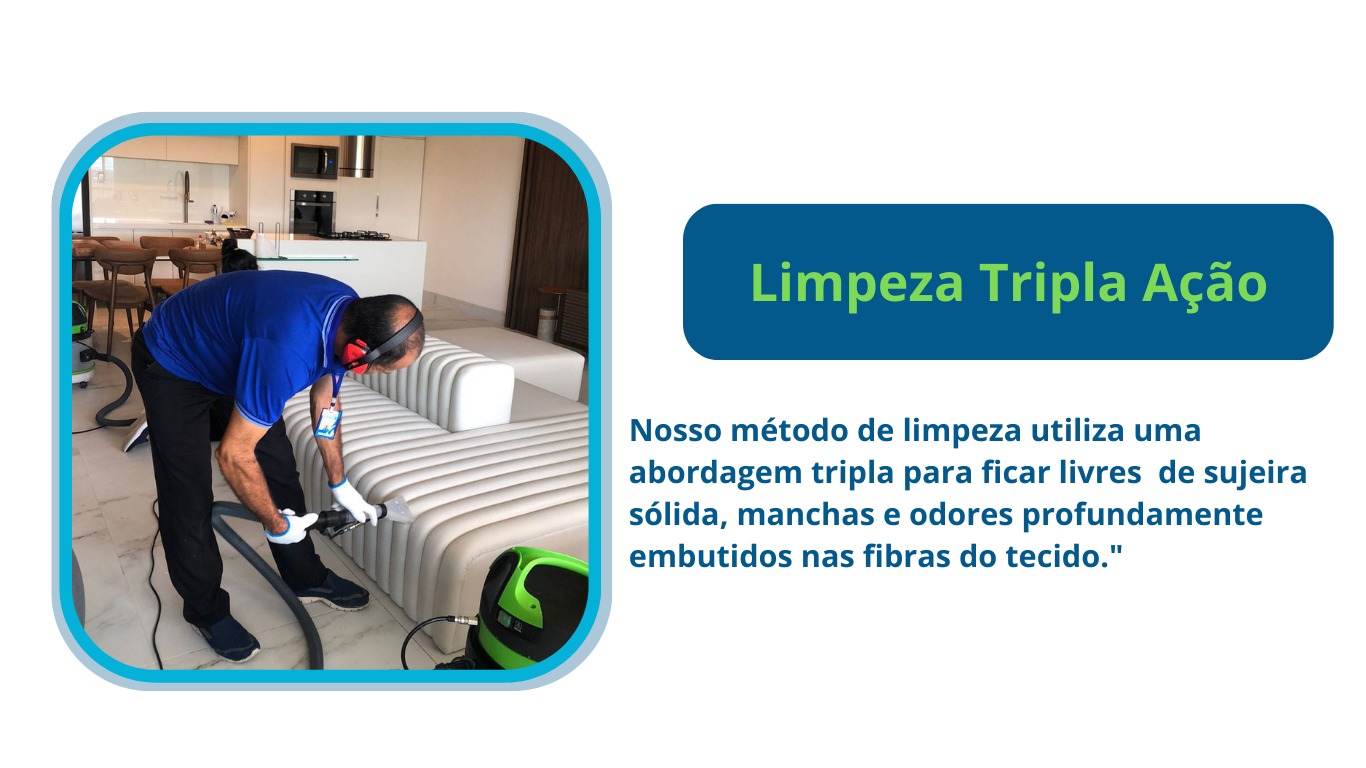 Limpeza Tripla Ação
Nosso método de limpeza utiliza uma
abordagem tripla para ficar livres  de sujeira
sólida, manchas e odores profundamente
embutidos nas fibras do tecido."